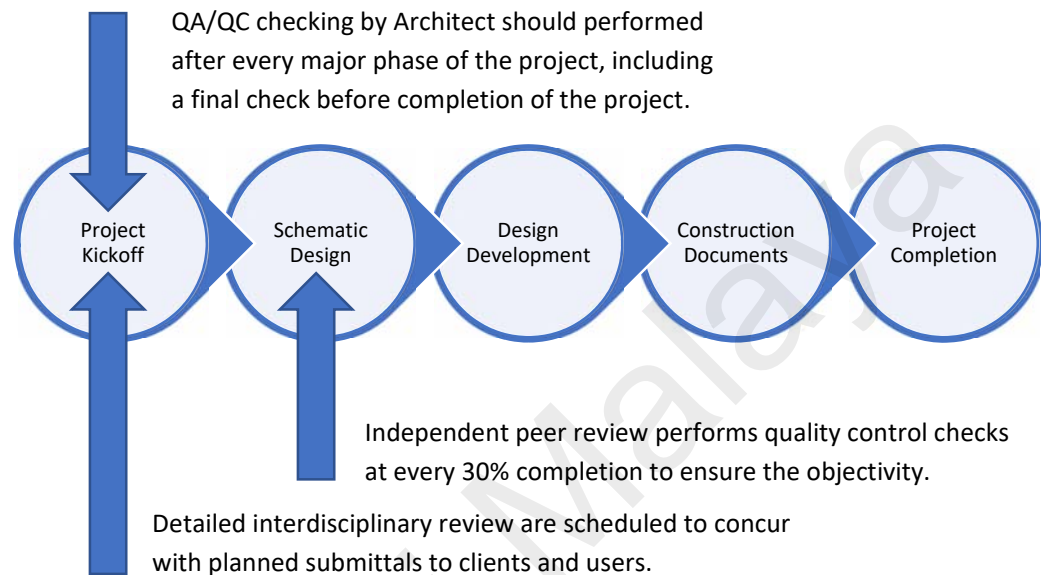 QA/QC checking by Architect should performed
after every major phase of the project, including
a final check before completion of the project.
Project
Kickoff
Schematic
Design
Design
Development
Construction
Documents
Project
Completion
Independent peer review performs quality control checks
at every 30% completion to ensure the objectivity.
Detailed interdisciplinary review are scheduled to concur
with planned submittals to clients and users.
Malaya